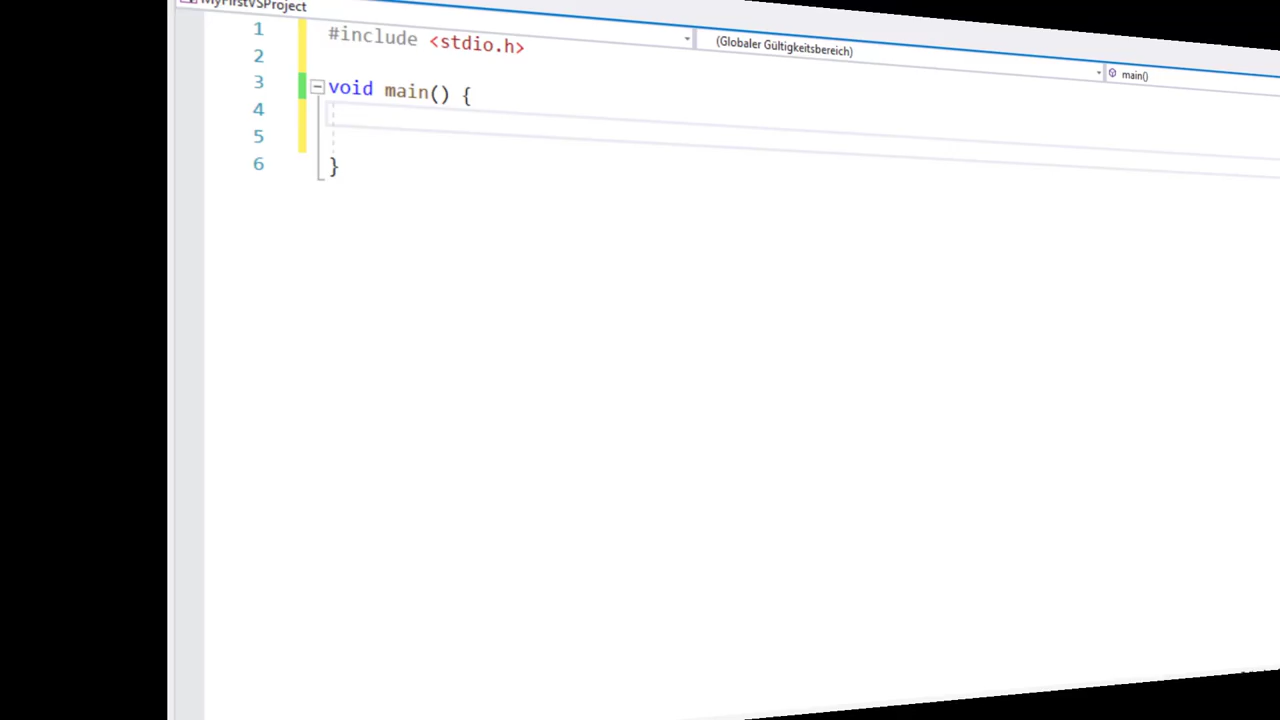 MyFirstVSProject
(Globaler Gültigkeitsbereich)
main()
1 #include <stdio.h>
2
3 void main() {
4
5
6 }